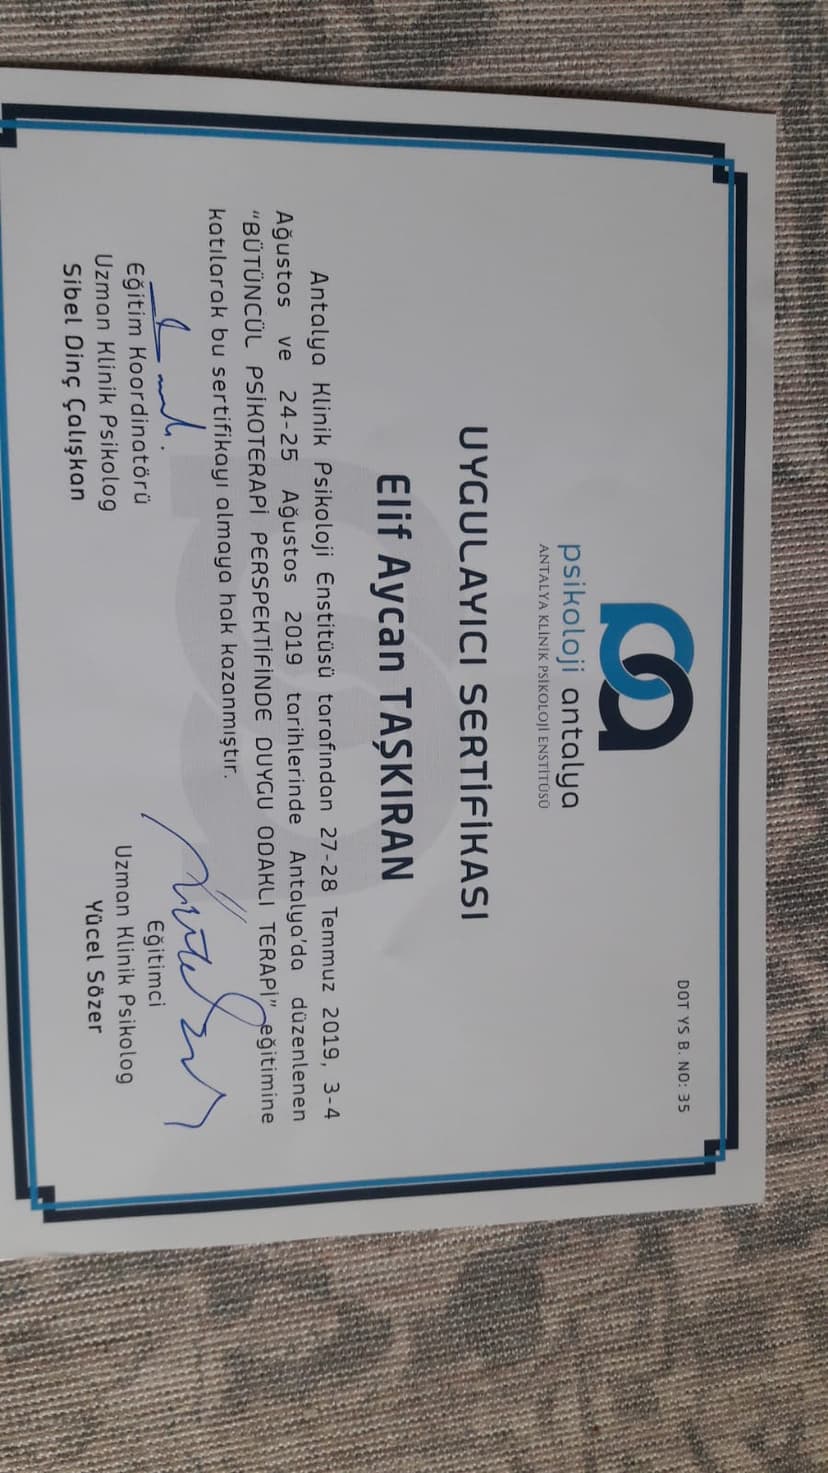 DOT YS B. NO: 35
psikoloji antalya
ANTALYA KLİNİK PSİKOLOJİ ENSTİTÜSÜ
UYGULAYICI SERTİFİKASI
Elif Aycan TAŞKIRAN
Antalya Klinik Psikoloji Enstitüsü tarafından 27-28 Temmuz 2019, 3-4
Ağustos ve 24-25 Ağustos 2019 tarihlerinde Antalya'da düzenlenen
"BÜTÜNCÜL PSİKOTERAPİ PERSPEKTİFİNDE DUYGU ODAKLI TERAPİ" eğitimine
katılarak bu sertifikayı almaya hak kazanmıştır.
Eğitim Koordinatörü
Uzman Klinik Psikolog
Sibel Dinç Çalışkan
Eğitimci
Uzman Klinik Psikolog
Yücel Sözer